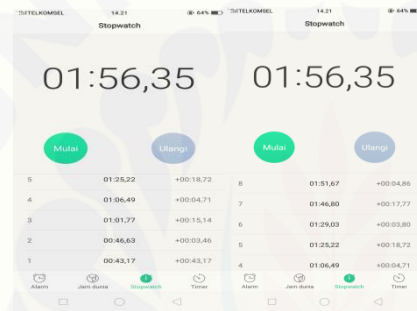 TELKOMSEL 14.21 64%
Stopwatch
01:56,35
Mulai Ulangi
5 01:25,22 +00:18,72
4 01:06,49 +00:04,71
3 01:01,77 +00:15,14
2 00:46,63 +00:03,46
1 00:43,17 +00:43,17
Alarm Jam dunia Stopwatch Timer
TELKOMSEL 14.21 64%
Stopwatch
01:56,35
Mulai Ulangi
8 01:51,67 +00:04,86
7 01:46,80 +00:17,77
6 01:29,03 +00:03,80
5 01:25,22 +00:18,72
4 01:06,49 +00:04,71
Alarm Jam dunia Stopwatch Timer